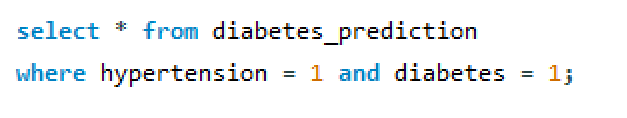 select * from diabetes_prediction
where hypertension = 1 and diabetes = 1;